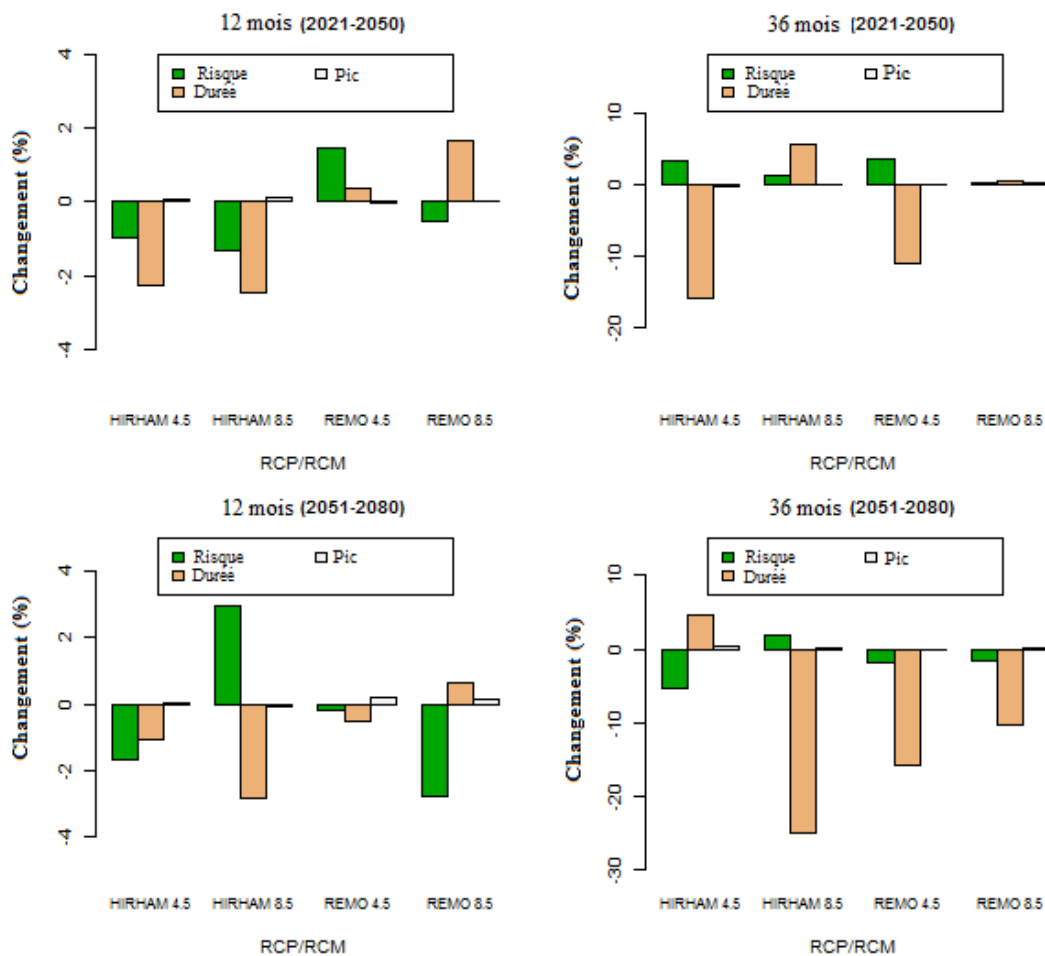 12 mois (2021-2050)
Changement (%)
4
2
0
-2
-4
Risque
Pic
Duréé
HIRHAM 4.5
HIRHAM 8.5
REMO 4.5
REMO 8.5
RCP/RCM
36 mois (2021-2050)
Changement (%)
10
0
-10
-20
Risque
Pic
Duréé
HIRHAM 4.5
HIRHAM 8.5
REMO 4.5
REMO 8.5
RCP/RCM
12 mois (2051-2080)
Changement (%)
4
2
0
-2
-4
Risque
Pic
Duréé
HIRHAM 4.5
HIRHAM 8.5
REMO 4.5
REMO 8.5
RCP/RCM
36 mois (2051-2080)
Changement (%)
10
0
-10
-20
-30
Risque
Pic
Duréé
HIRHAM 4.5
HIRHAM 8.5
REMO 4.5
REMO 8.5
RCP/RCM